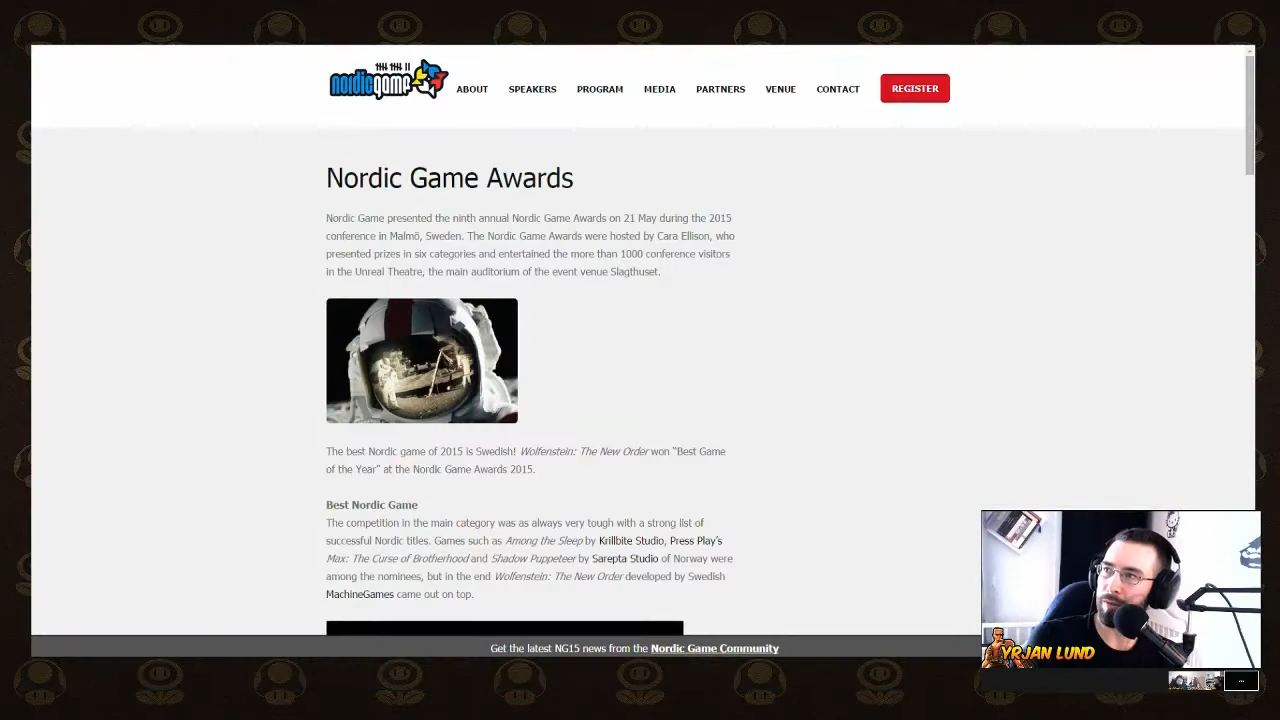 nordicgame
ABOUT
SPEAKERS
PROGRAM
MEDIA
PARTNERS
VENUE
CONTACT
REGISTER
Nordic Game Awards
Nordic Game presented the ninth annual Nordic Game Awards on 21 May during the 2015
conference in Malmö, Sweden. The Nordic Game Awards were hosted by Cara Ellison, who
presented prizes in six categories and entertained the more than 1000 conference visitors
in the Unreal Theatre, the main auditorium of the event venue Slagthuset.
The best Nordic game of 2015 is Swedish! Wolfenstein: The New Order won “Best Game
of the Year” at the Nordic Game Awards 2015.
Best Nordic Game
The competition in the main category was as always very tough with a strong list of
successful Nordic titles. Games such as Among the Sleep by Krillbite Studio, Press Play’s
Max: The Curse of Brotherhood and Shadow Puppeteer by Sarepta Studio of Norway were
among the nominees, but in the end Wolfenstein: The New Order developed by Swedish
MachineGames came out on top.
Get the latest NG15 news from the Nordic Game Community
YRJAN LUND
...